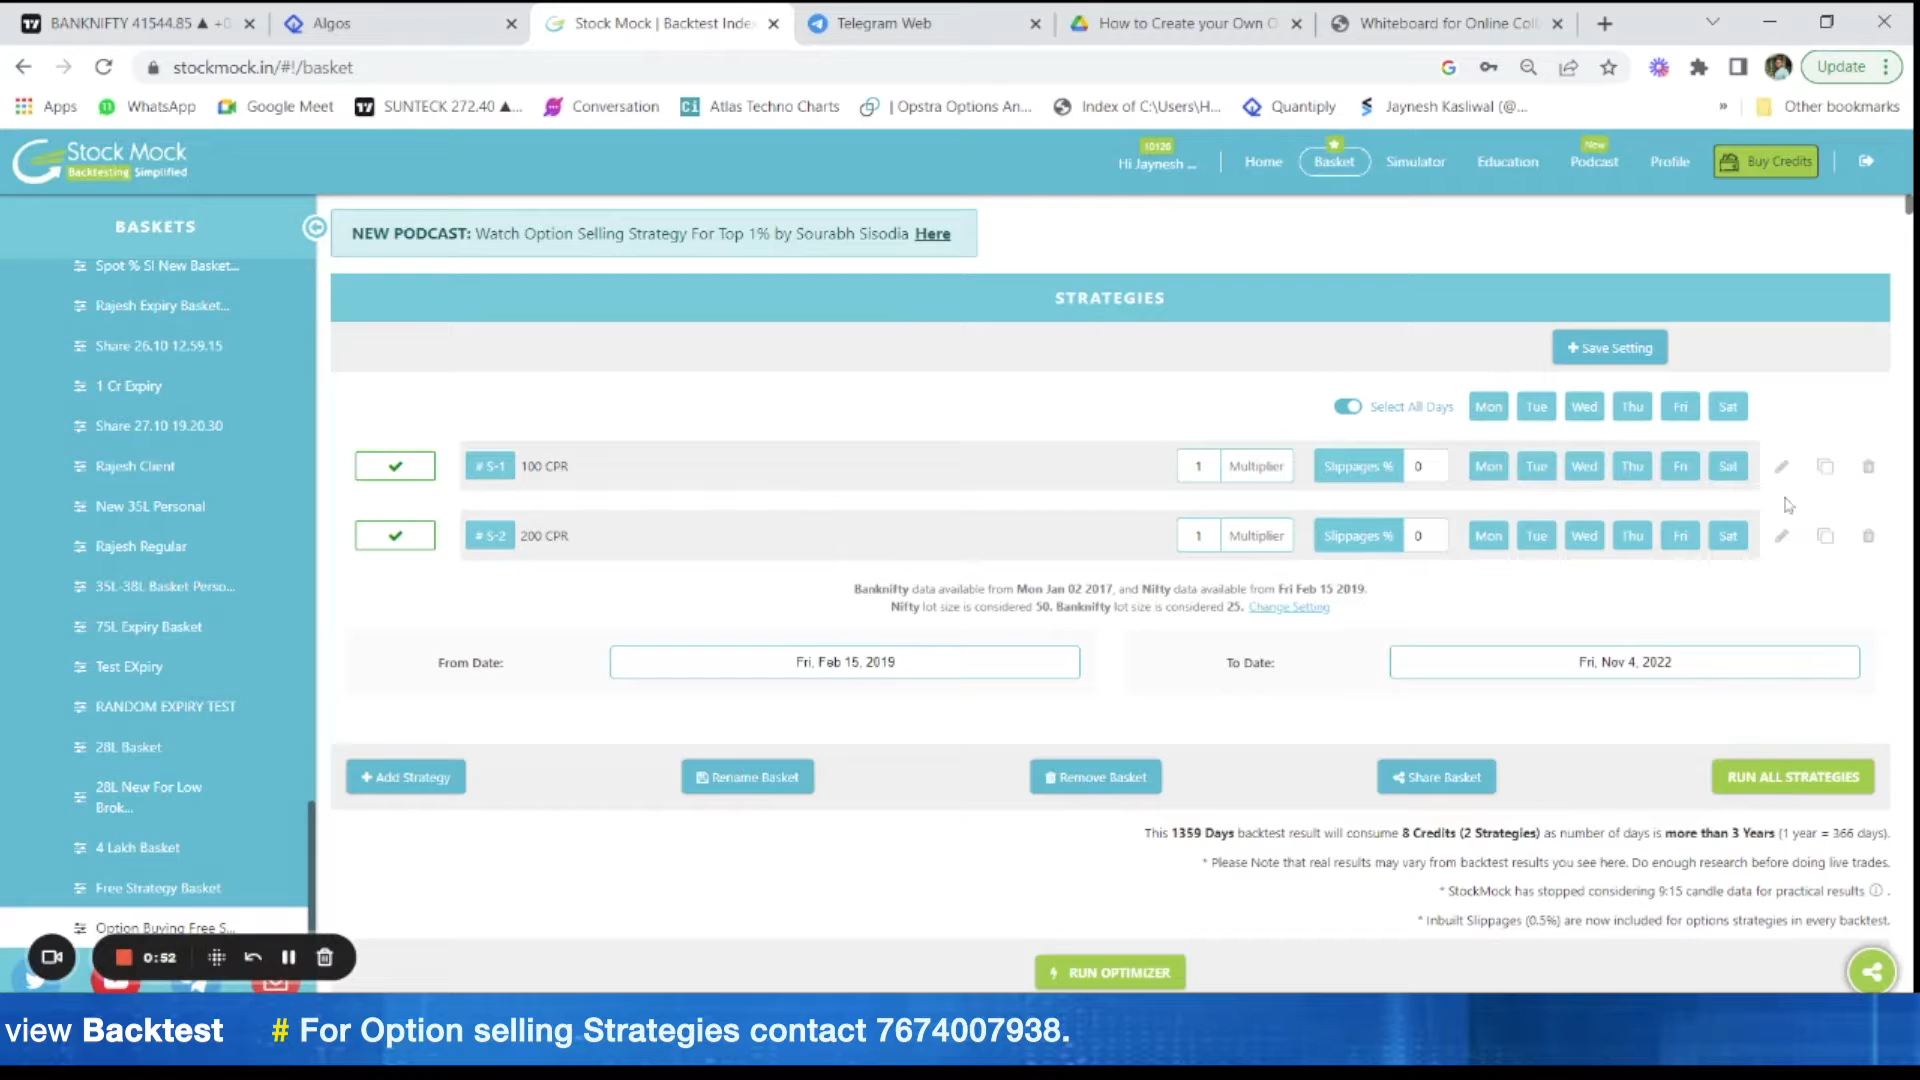 BANKNIFTY 41544.85 ▲ +0
Algos
Stock Mock | Backtest Index
Telegram Web
How to Create your Own O
Whiteboard for Online Coll
stockmock.in/#!/basket
Update
Apps
WhatsApp
Google Meet
SUNTECK 272.40 ▲...
Conversation
Atlas Techno Charts
| Opstra Options An...
Index of C:\Users\H...
Quantiply
Jaynesh Kasliwal (@...
»
Other bookmarks
Stock Mock
Backtesting Simplified
10126
Hi Jaynesh ...
Home
Basket
Simulator
Education
New
Podcast
Profile
Buy Credits
BASKETS
Spot % Sl New Basket...
Rajesh Expiry Basket...
Share 26.10 12.59.15
1 Cr Expiry
Share 27.10 19.20.30
Rajesh Client
New 35L Personal
Rajesh Regular
35L-38L Basket Perso...
75L Expiry Basket
Test EXpiry
RANDOM EXPIRY TEST
28L Basket
28L New For Low
Brok...
4 Lakh Basket
Free Strategy Basket
Option Buying Free S...
0:52
NEW PODCAST: Watch Option Selling Strategy For Top 1% by Sourabh Sisodia Here
STRATEGIES
+ Save Setting
Select All Days Mon Tue Wed Thu Fri Sat
# S-1 100 CPR 1 Multiplier Slippages % 0 Mon Tue Wed Thu Fri Sat
# S-2 200 CPR 1 Multiplier Slippages % 0 Mon Tue Wed Thu Fri Sat
Banknifty data available from Mon Jan 02 2017, and Nifty data available from Fri Feb 15 2019.
Nifty lot size is considered 50. Banknifty lot size is considered 25. Change Setting
From Date: Fri, Feb 15, 2019 To Date: Fri, Nov 4, 2022
+ Add Strategy Rename Basket Remove Basket Share Basket RUN ALL STRATEGIES
This 1359 Days backtest result will consume 8 Credits (2 Strategies) as number of days is more than 3 Years (1 year = 366 days).
* Please Note that real results may vary from backtest results you see here. Do enough research before doing live trades.
* StockMock has stopped considering 9:15 candle data for practical results ⓘ .
* Inbuilt Slippages (0.5%) are now included for options strategies in every backtest.
RUN OPTIMIZER
view Backtest # For Option selling Strategies contact 7674007938.